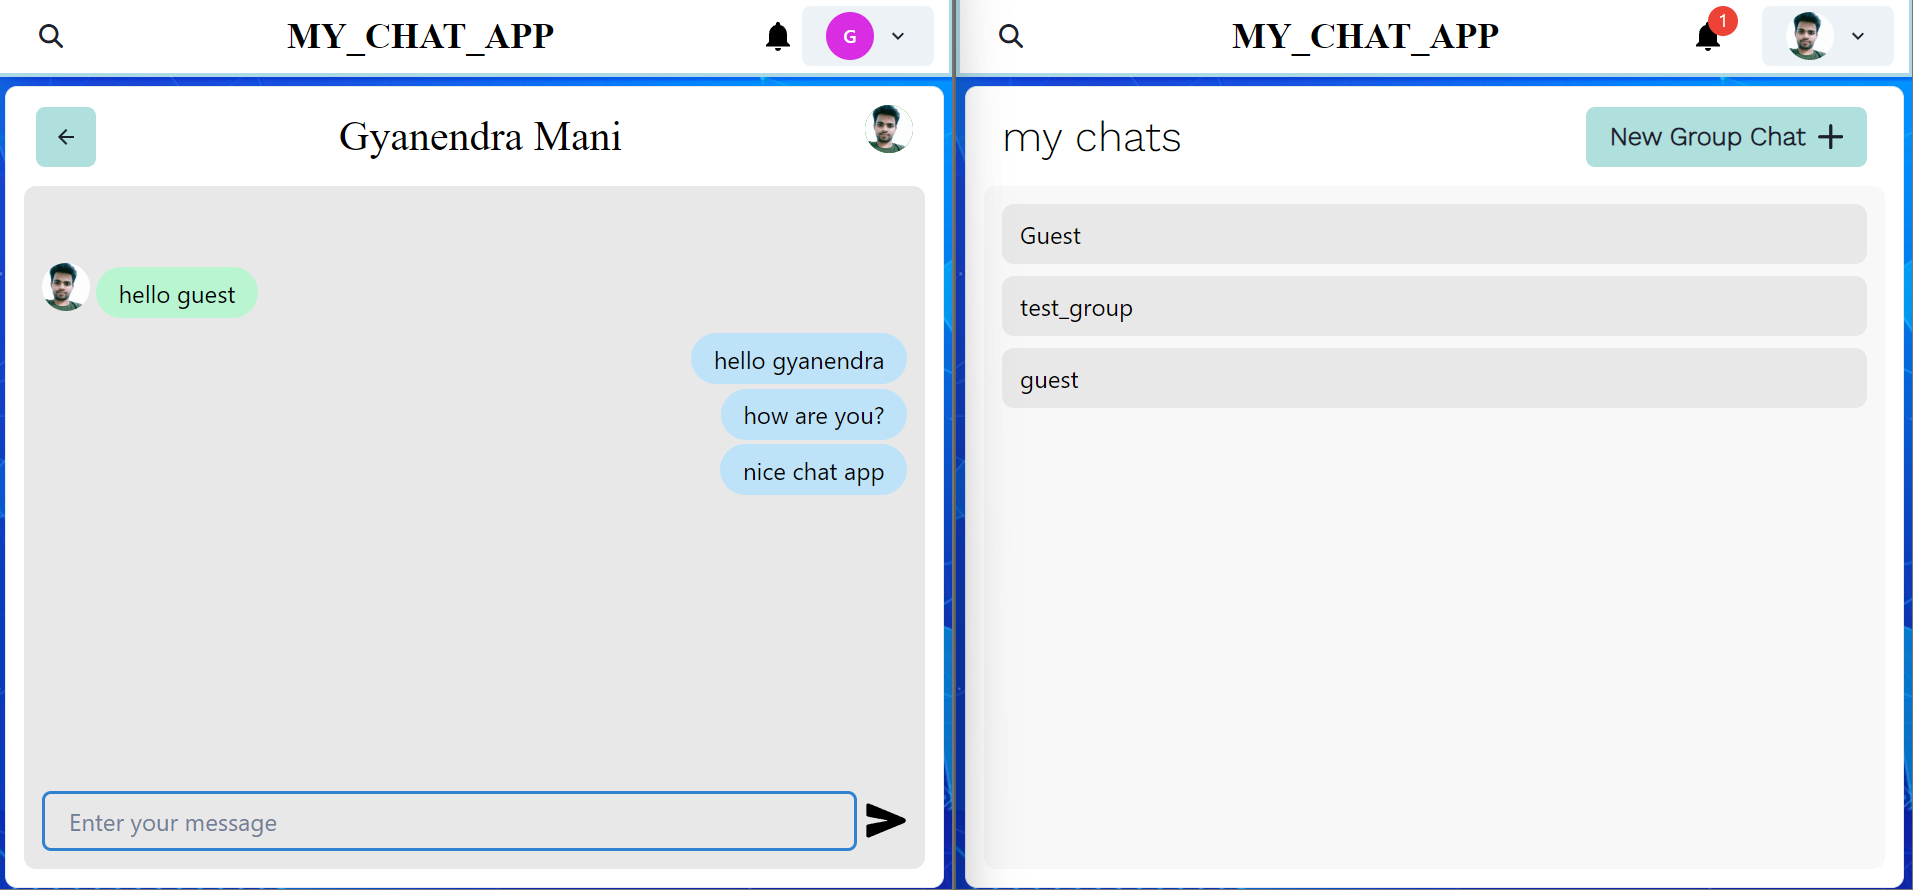 MY_CHAT_APP
G
Gyanendra Mani
hello guest
hello gyanendra
how are you?
nice chat app
Enter your message
MY_CHAT_APP
1
my chats
New Group Chat
Guest
test_group
guest